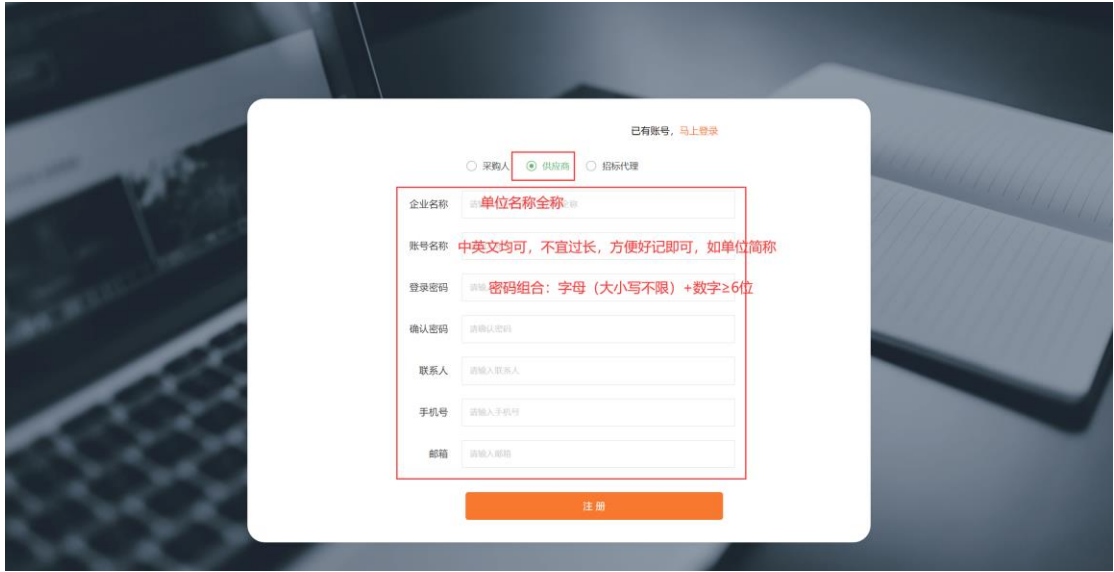 已有账号，马上登录
采购人 供应商 招标代理
企业名称 单位名称全称
账号名称 中英文均可，不宜过长，方便好记即可，如单位简称
登录密码 密码组合：字母（大小写不限）+数字≥6位
确认密码 请确认密码
联系人 请输入联系人
手机号 请输入手机号
邮箱 请输入邮箱
注册